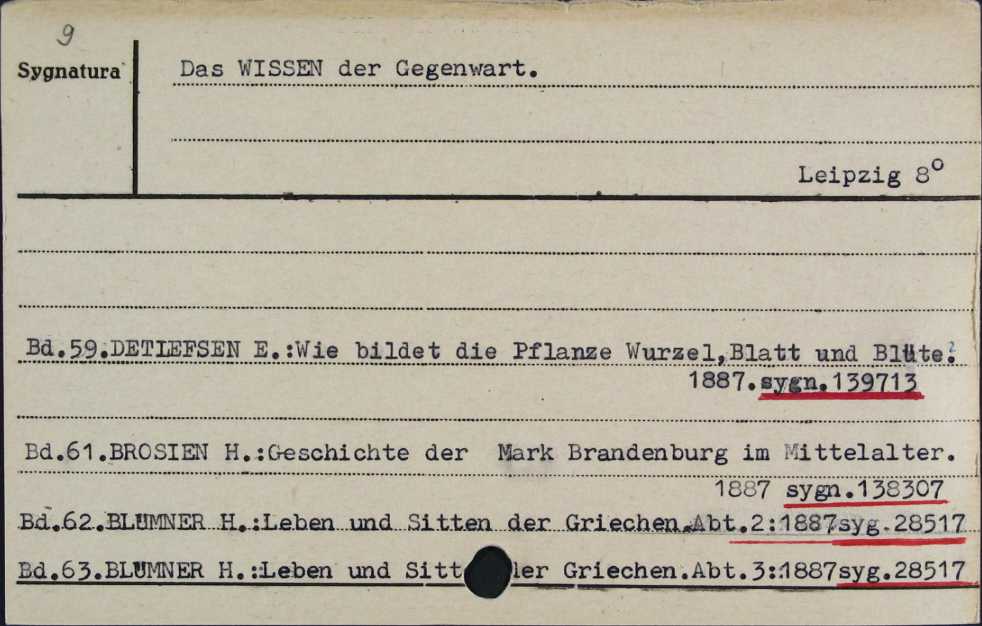 9
Sygnatura
Das WISSEN der Gegenwart.
Leipzig 8°
Bd.59.DETLEFSEN E.:Wie bildet die Pflanze Wurzel,Blatt und Blüte?
1887.sygn.139713
Bd.61.BROSIEN H.:Geschichte der Mark Brandenburg im Mittelalter.
1887 sygn.138307
Bd.62.BLÜMNER H.:Leben und Sitten der Griechen.Abt.2:1887syg.28517
Bd.63.BLÜMNER H.:Leben und Sitt der Griechen.Abt.3:1887syg.28517